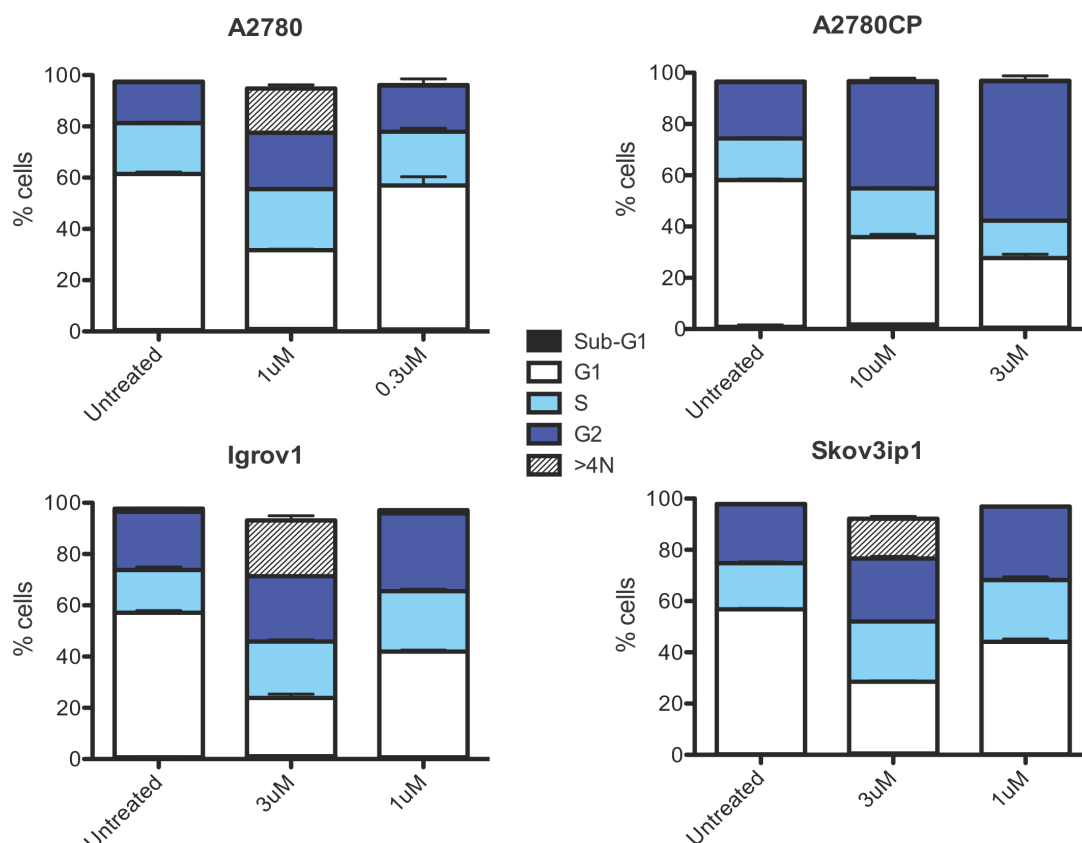 A2780
% cells
100
80
60
40
20
0
Untreated
1uM
0.3uM
A2780CP
% cells
100
80
60
40
20
0
Untreated
10uM
3uM
Sub-G1
G1
S
G2
>4N
Igrov1
% cells
100
80
60
40
20
0
Untreated
3uM
1uM
Skov3ip1
% cells
100
80
60
40
20
0
Untreated
3uM
1uM